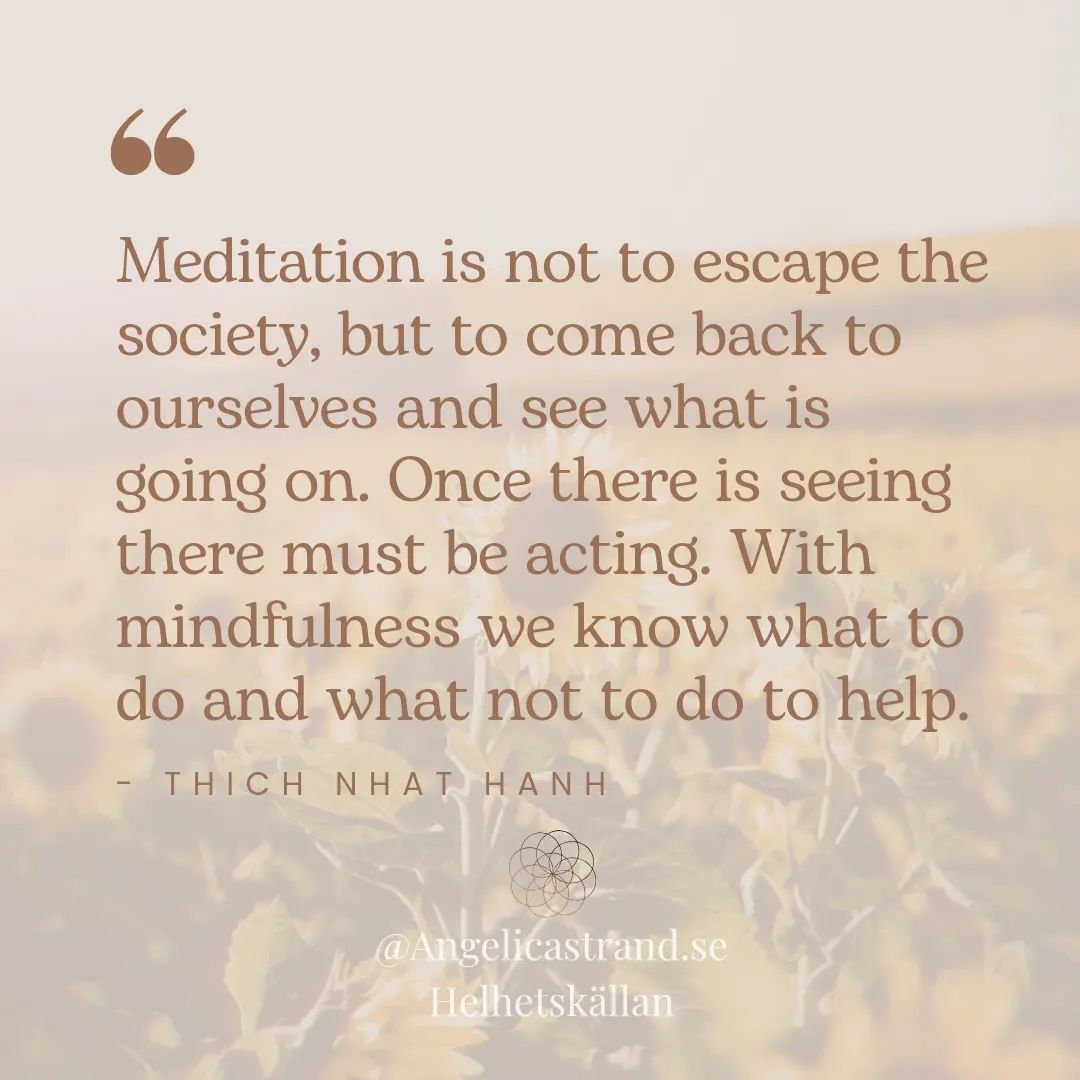 “
Meditation is not to escape the
society, but to come back to
ourselves and see what is
going on. Once there is seeing
there must be acting. With
mindfulness we know what to
do and what not to do to help.
- THICH NHAT HANH
@Angelicastrand.se
Helhetskällan